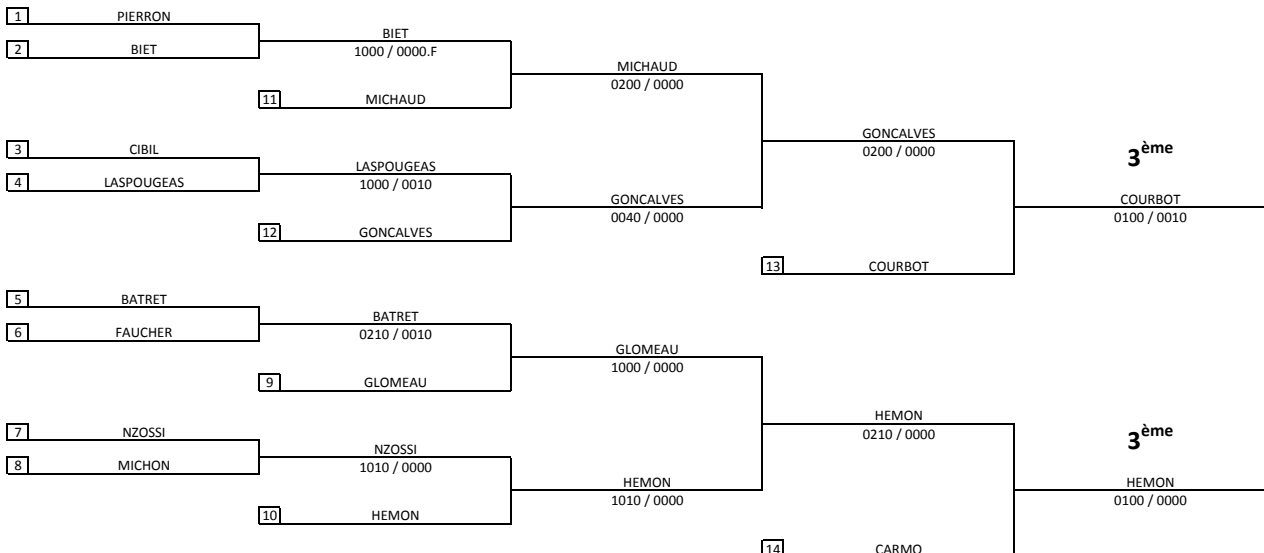 1 PIERRON
2 BIET
BIET
1000 / 0000.F
11 MICHAUD
MICHAUD
0200 / 0000
3 CIBIL
4 LASPOUGEAS
LASPOUGEAS
1000 / 0010
12 GONCALVES
GONCALVES
0040 / 0000
GONCALVES
0200 / 0000
13 COURBOT
3ème
COURBOT
0100 / 0010
5 BATRET
6 FAUCHER
BATRET
0210 / 0010
9 GLOMEAU
GLOMEAU
1000 / 0000
7 NZOSSI
8 MICHON
NZOSSI
1010 / 0000
10 HEMON
HEMON
1010 / 0000
HEMON
0210 / 0000
14 CARMO
3ème
HEMON
0100 / 0000